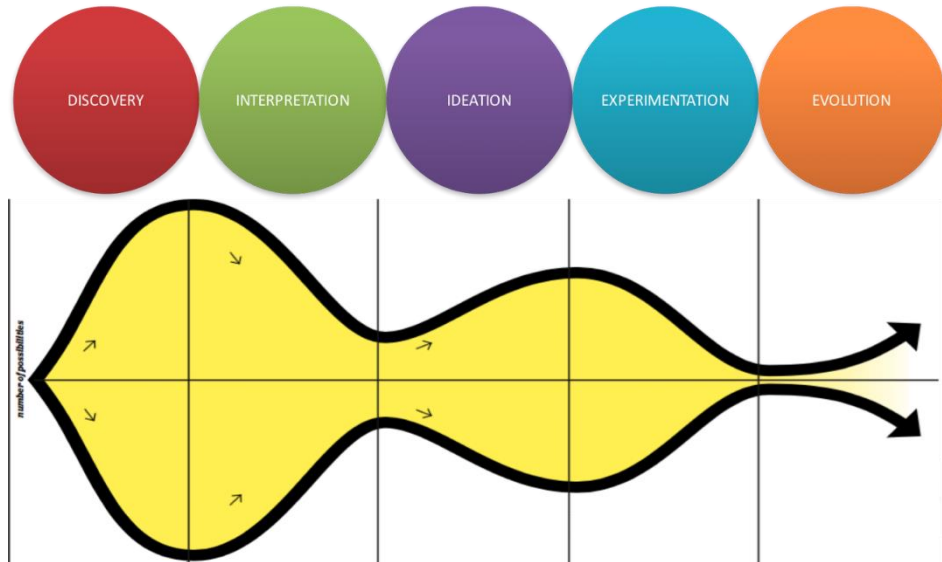 DISCOVERY
INTERPRETATION
IDEATION
EXPERIMENTATION
EVOLUTION
number of possibilities